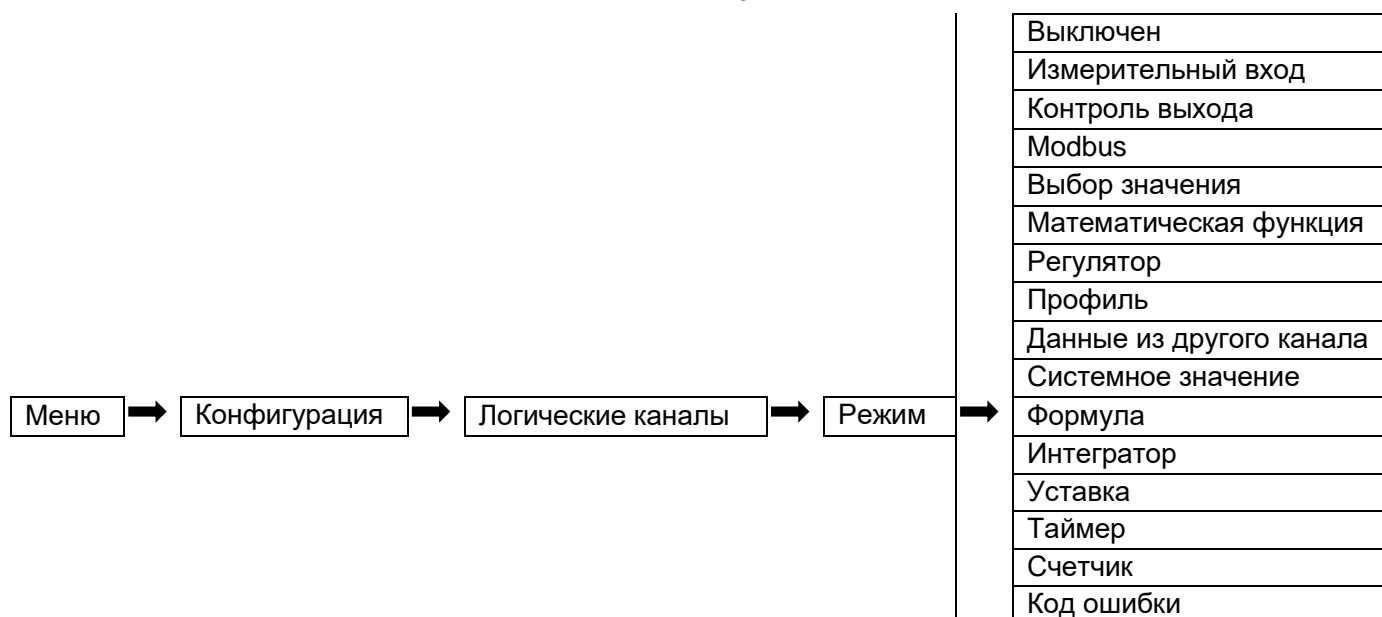 Выключен
Измерительный вход
Контроль выхода
Modbus
Выбор значения
Математическая функция
Регулятор
Профиль
Данные из другого канала
Системное значение
Меню Конфигурация Логические каналы Режим Формула
Интегратор
Уставка
Таймер
Счетчик
Код ошибки